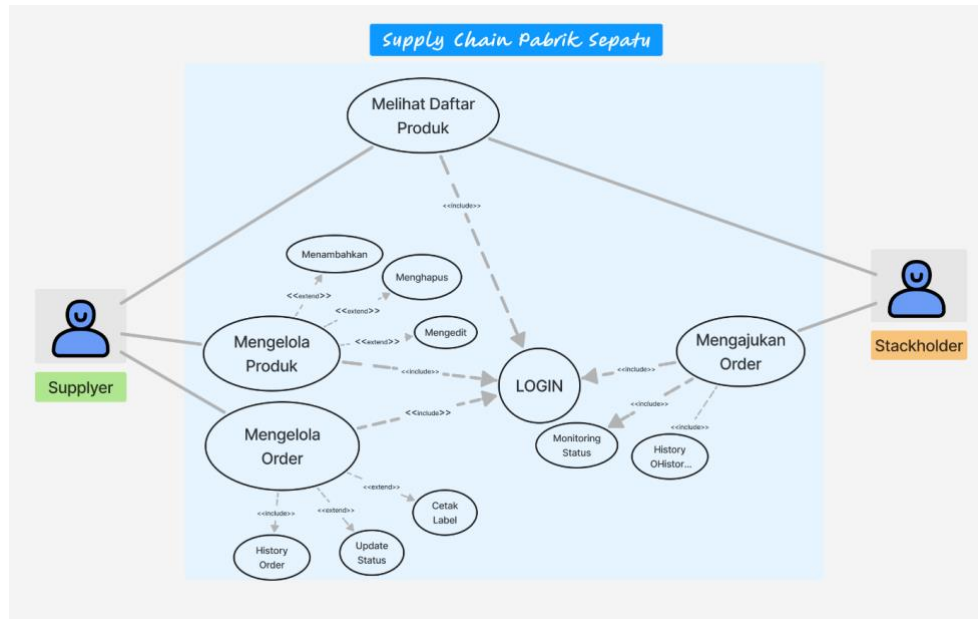 Supply Chain Pabrik Sepatu
Melihat Daftar
Produk
<<include>>
Menambahkan
Menghapus
<<extend>>
<<extend>>
Mengedit
<<extend>>
Mengelola
Produk
<<include>>
LOGIN
<<include>>
Mengajukan
Order
Supplyer
Stackholder
<<include>>
<<include>>
<<include>>
Mengelola
Order
Monitoring
Status
History
OHistor...
<<include>>
<<extend>>
<<extend>>
Cetak
Label
History
Order
Update
Status